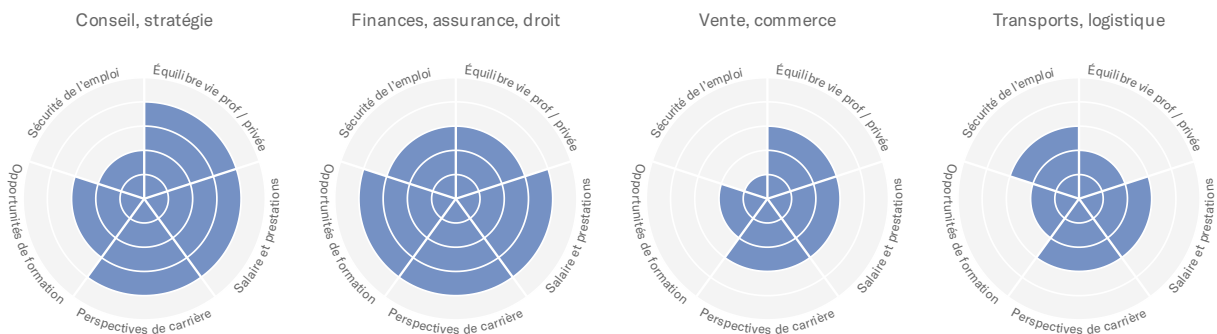 Conseil, stratégie
Sécurité de l'emploi
Équilibre vie prof / privée
Salaire et prestations
Perspectives de carrière
Opportunités de formation
Finances, assurance, droit
Sécurité de l'emploi
Équilibre vie prof / privée
Salaire et prestations
Perspectives de carrière
Opportunités de formation
Vente, commerce
Sécurité de l'emploi
Équilibre vie prof / privée
Salaire et prestations
Perspectives de carrière
Opportunités de formation
Transports, logistique
Sécurité de l'emploi
Équilibre vie prof / privée
Salaire et prestations
Perspectives de carrière
Opportunités de formation